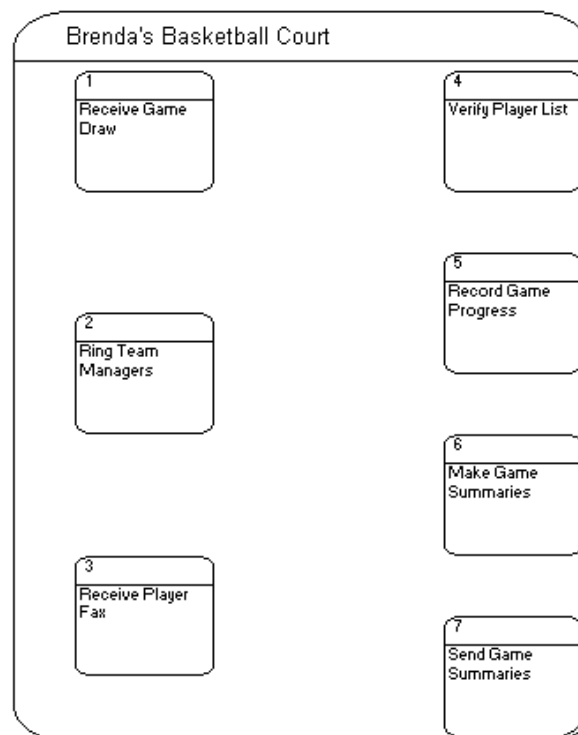 Brenda's Basketball Court
1
Receive Game
Draw
2
Ring Team
Managers
3
Receive Player
Fax
4
Verify Player List
5
Record Game
Progress
6
Make Game
Summaries
7
Send Game
Summaries